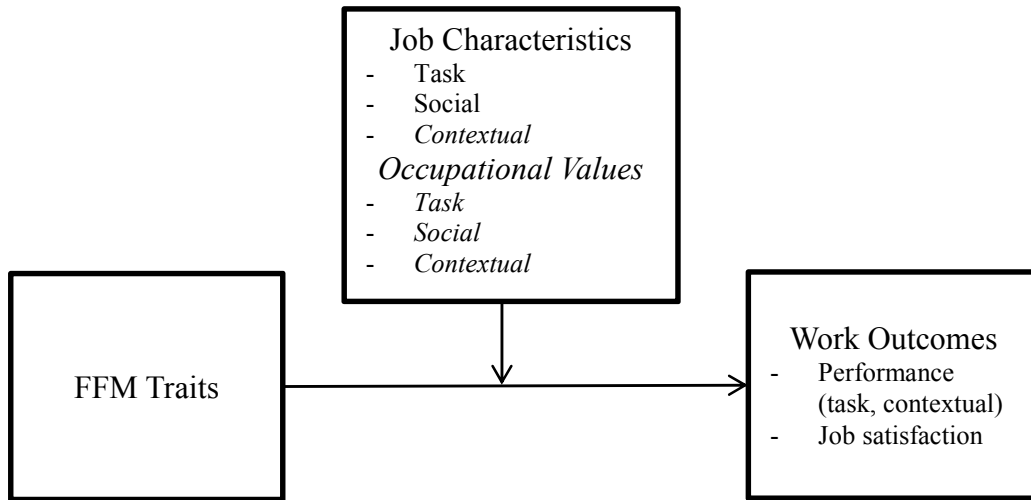 Job Characteristics
- Task
- Social
- Contextual
Occupational Values
- Task
- Social
- Contextual
FFM Traits
Work Outcomes
- Performance
(task, contextual)
- Job satisfaction